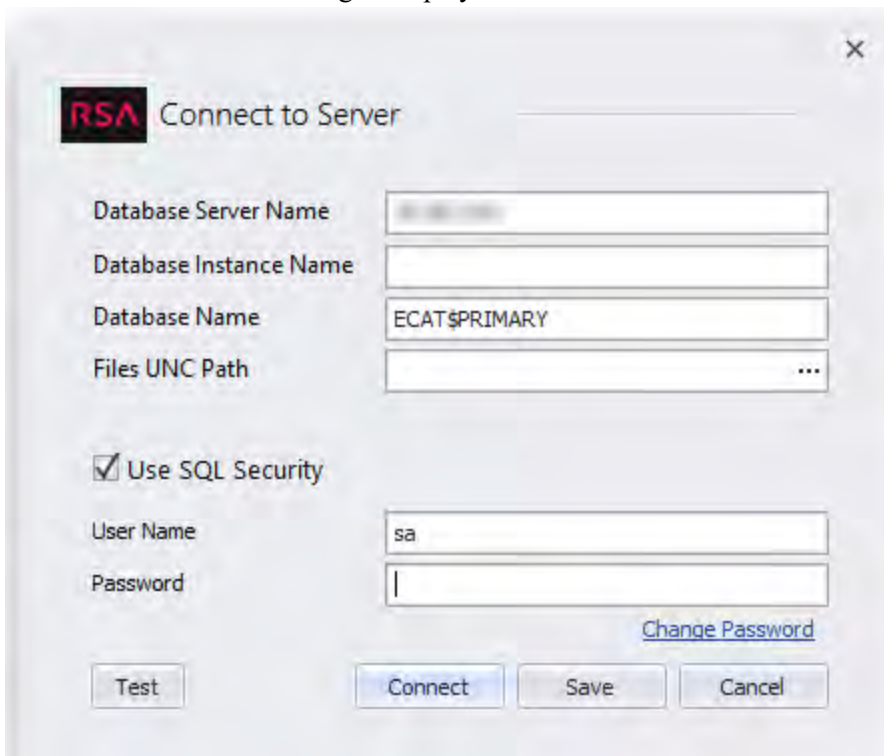 RSA Connect to Server
Database Server Name
Database Instance Name
Database Name ECAT$PRIMARY
Files UNC Path ...
Use SQL Security
User Name sa
Password
Change Password
Test Connect Save Cancel